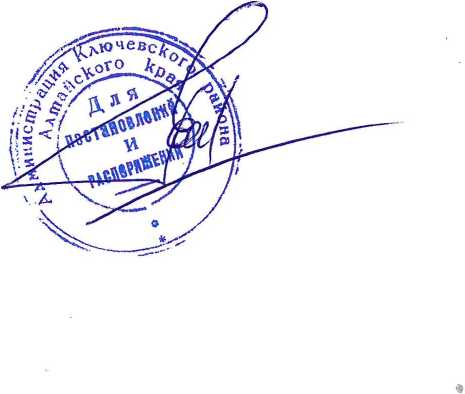 Администрация Ключевского района
Алтайского края
Для
ПОСТАНОВЛЕНИЙ
И
РАСПОРЯЖЕНИЙ